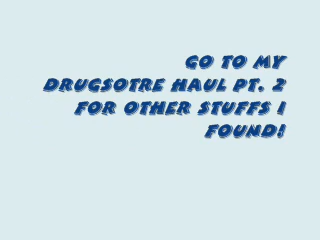 GO TO MY
DRUGSOTRE HAUL PT. 2
FOR OTHER STUFFS I
FOUND!